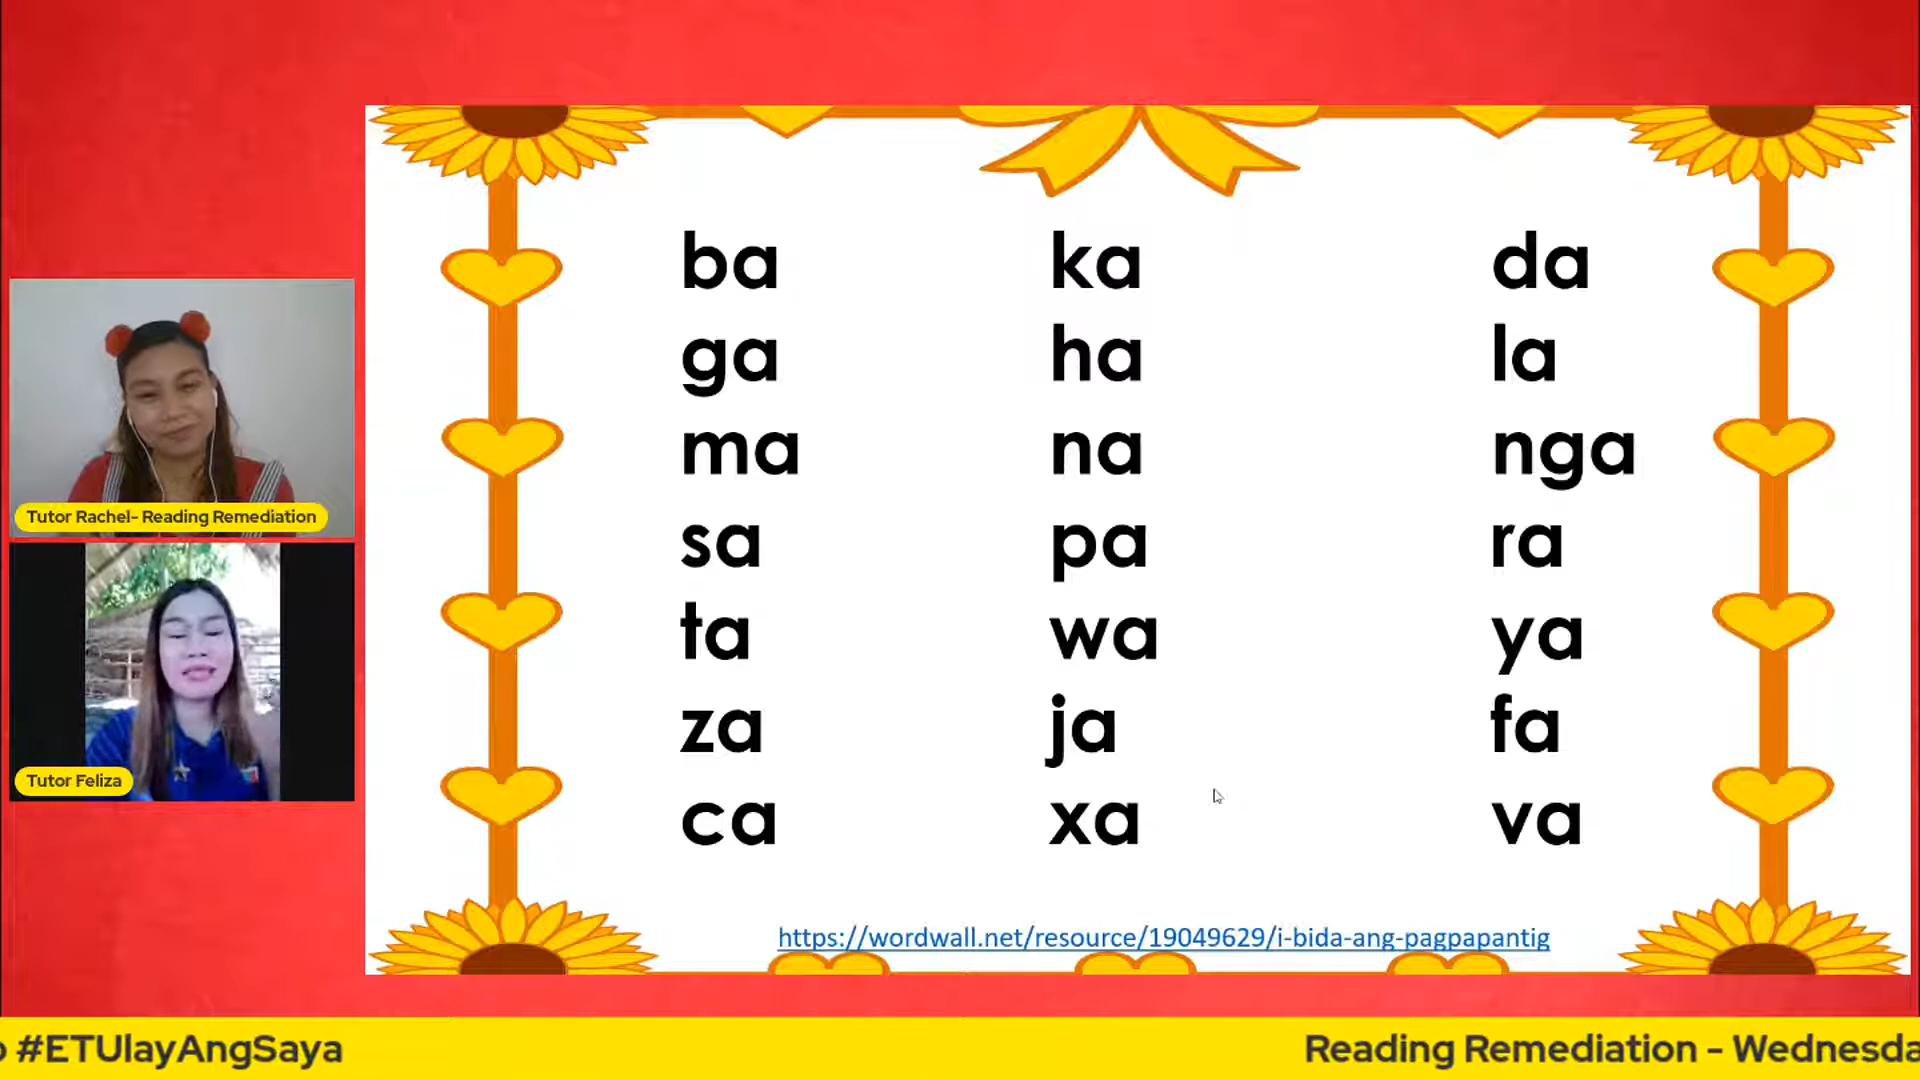 ba ka da
ga ha la
ma na nga
sa pa ra
ta wa ya
za ja fa
ca xa va
https://wordwall.net/resource/19049629/i-bida-ang-pagpapantig
Tutor Rachel- Reading Remediation
Tutor Feliza
#ETUlayAngSaya
Reading Remediation - Wednesda